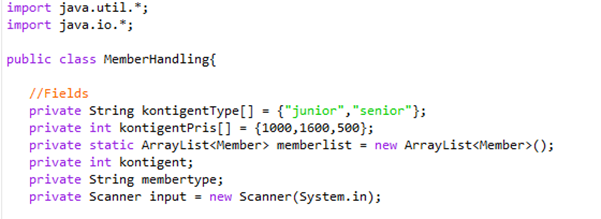 import java.util.*;
import java.io.*;
public class MemberHandling{
//Fields
private String kontigentType[] = {"junior","senior"};
private int kontigentPris[] = {1000,1600,500};
private static ArrayList<Member> memberlist = new ArrayList<Member>();
private int kontigent;
private String membertype;
private Scanner input = new Scanner(System.in);